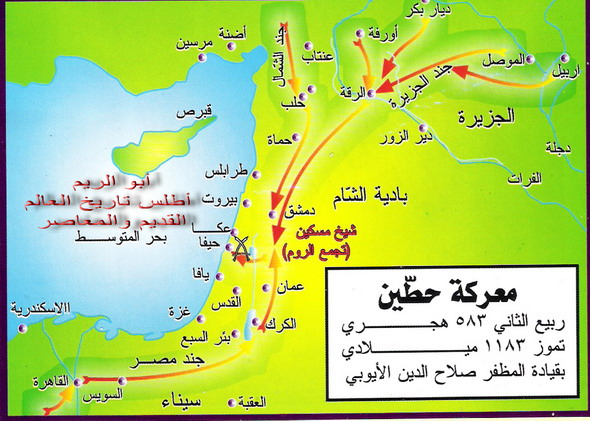 ديار بكر
أورفة
أضنة
مرسين
عنتاب
جند الشمال
الموصل
اربيل
جند الجزيرة
الرقة
حلب
الجزيرة
قبرص
حماة
دير الزور
دجلة
الفرات
طرابلس
أبو الريم
أطلس تاريخ العالم
القديم والمعاصر
بادية الشّام
بيروت
دمشق
عكا
شيخ مسكين
(تجمع الروم)
بحر المتوسط
حيفا
يافا
عمان
القدس
غزة
الكرك
بئر السبع
االاسكندرية
جند مصر
القاهرة
السويس
سيناء
العقبة
معركة حطّين
ربيع الثاني ٥٨٣ هجري
تموز ١١٨٣ ميلادي
بقيادة المظفر صلاح الدين الأيوبي